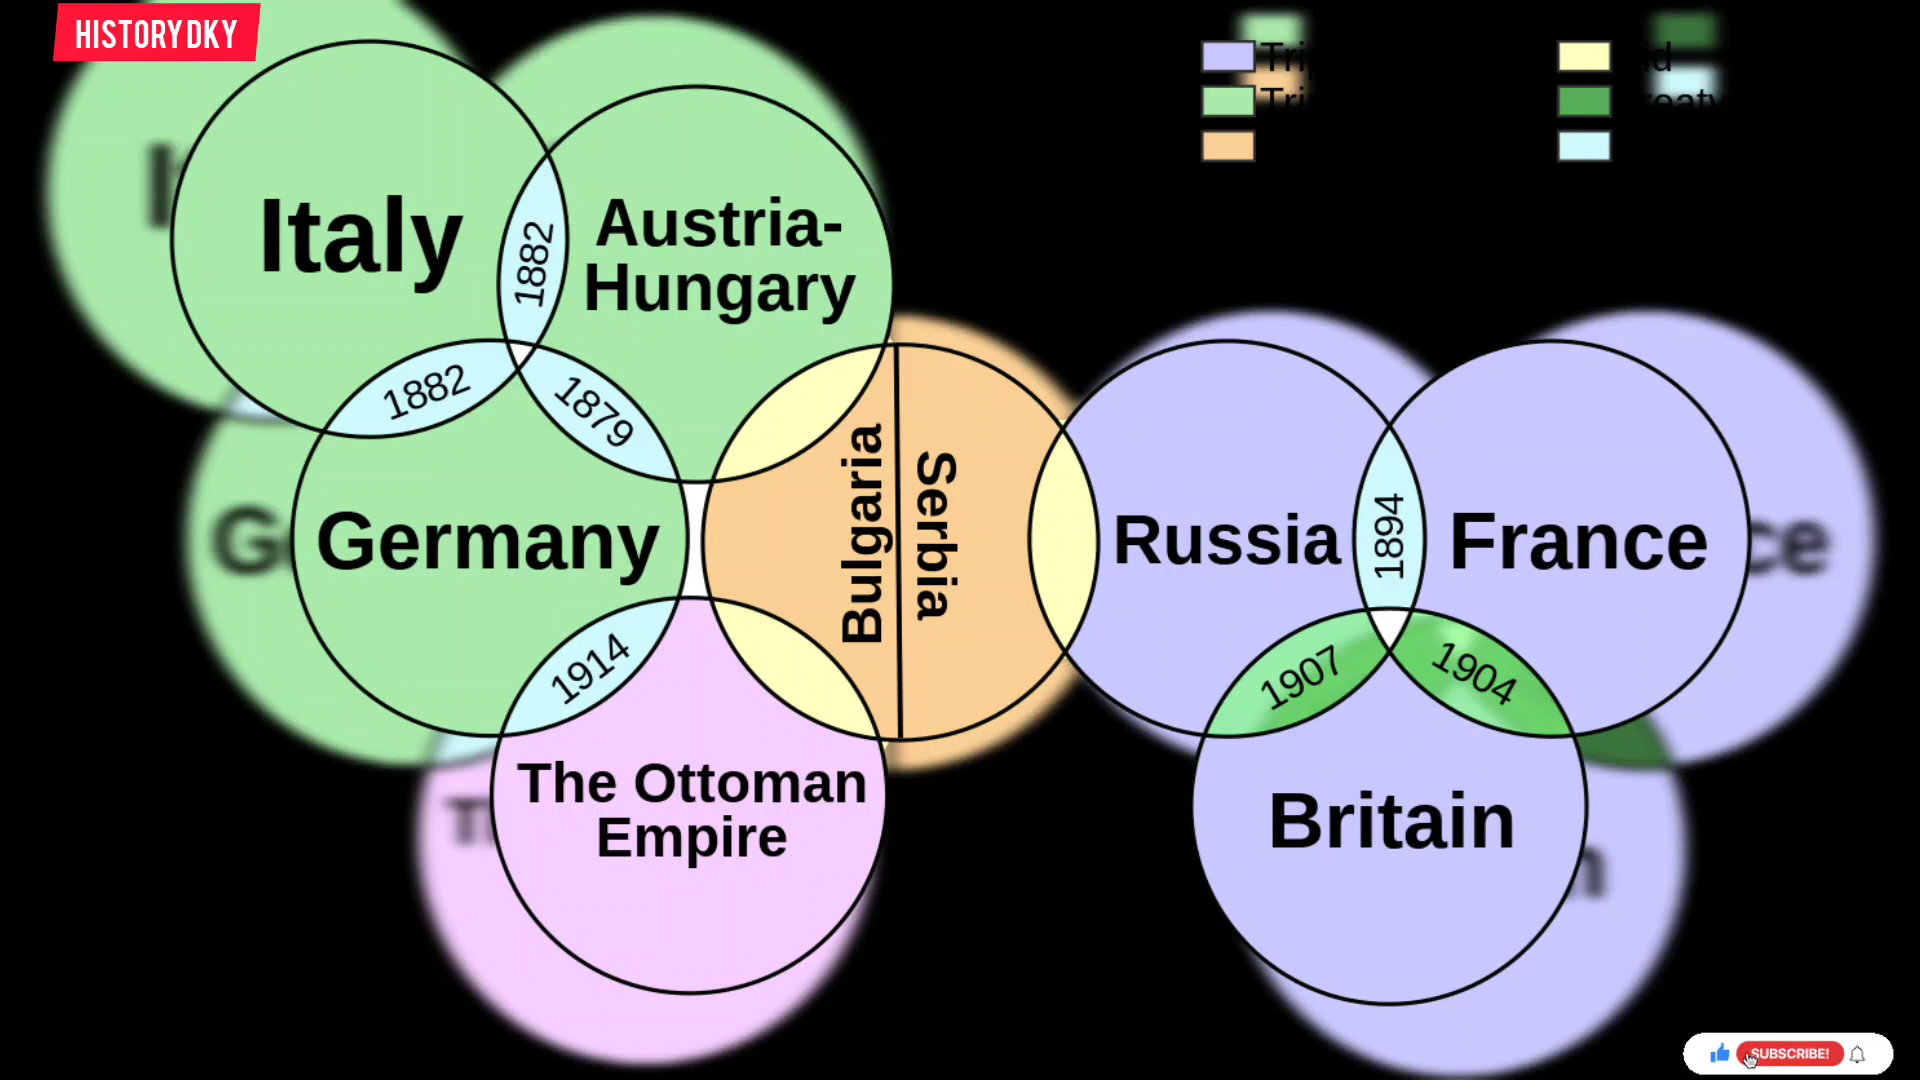 HISTORY DKY
Italy
Austria-
Hungary
1882
1882
1879
Germany
Bulgaria
Serbia
Russia
1894
France
1914
1907
1904
The Ottoman
Empire
Britain
SUBSCRIBE!